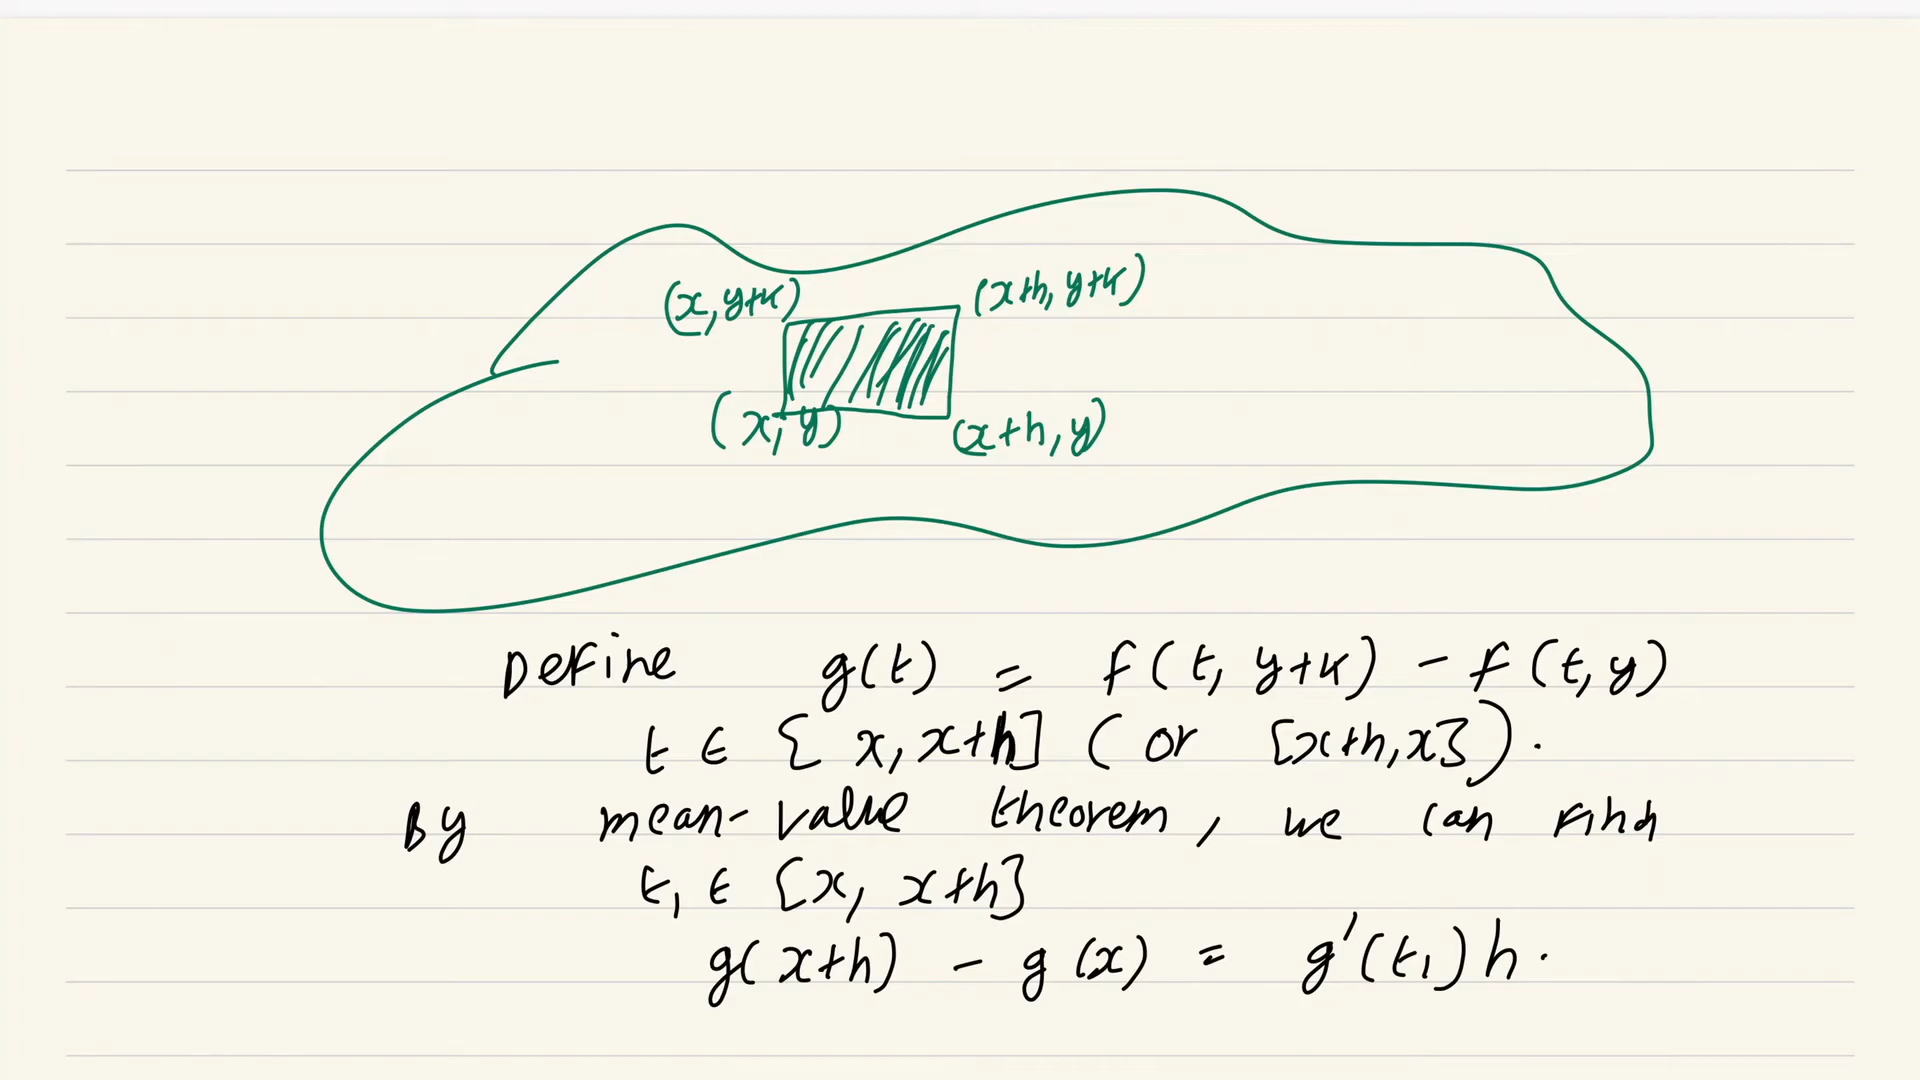 (x, y+k) (x+h, y+k)
(x, y) (x+h, y)
Define g(t) = f(t, y+k) - f(t, y)
t ∈ [x, x+h] (or [x+h, x]).
By mean-value theorem, we can find
t₁ ∈ [x, x+h]
g(x+h) - g(x) = g'(t₁)h.